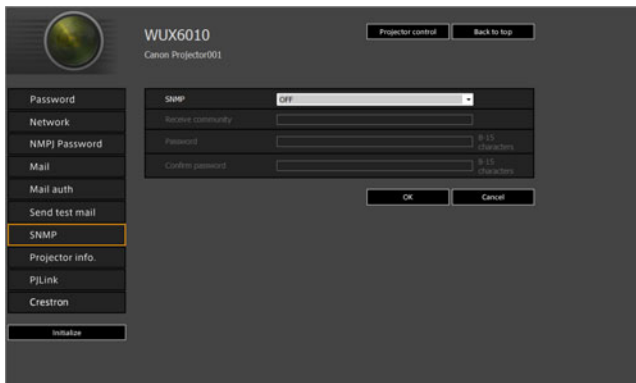 WUX6010
Canon Projector001
Projector control
Back to top
Password
Network
NMPJ Password
Mail
Mail auth
Send test mail
SNMP
Projector info.
PJLink
Crestron
Initialize
SNMP OFF
Receive community
Password 8-15 characters
Confirm password 8-15 characters
OK
Cancel